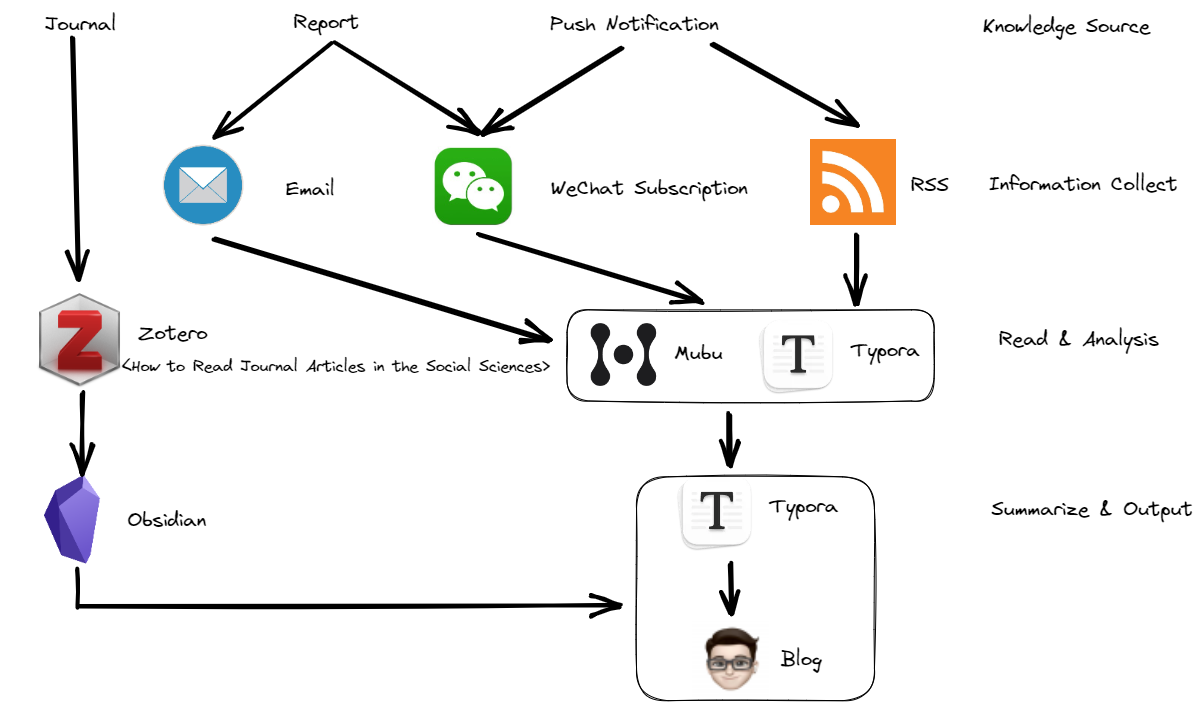 Journal
Report
Push Notification
Knowledge Source
Email
WeChat Subscription
RSS
Information Collect
Zotero
<How to Read Journal Articles in the Social Sciences>
Mubu
T
Typora
Read & Analysis
Obsidian
T
Typora
Summarize & Output
Blog